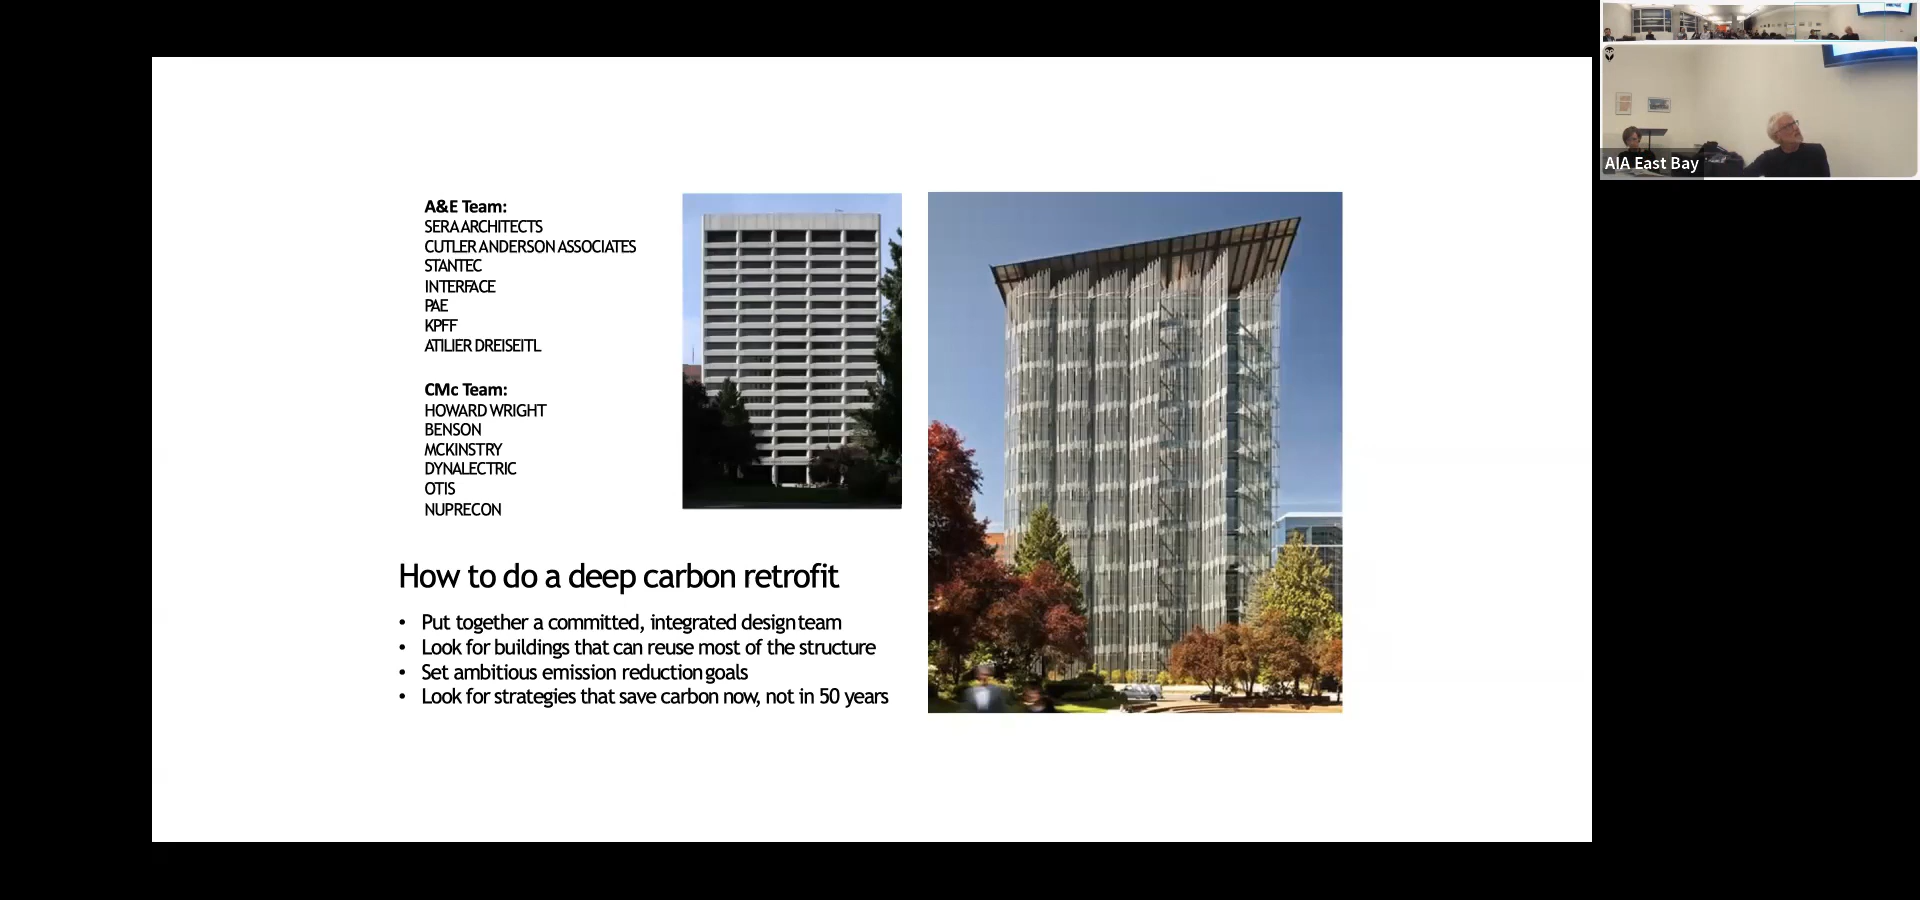 A&E Team:
SERA ARCHITECTS
CUTLER ANDERSON ASSOCIATES
STANTEC
INTERFACE
PAE
KPFF
ATILIER DREISEITL
CMc Team:
HOWARD WRIGHT
BENSON
MCKINSTRY
DYNALECTRIC
OTIS
NUPRECON
How to do a deep carbon retrofit
• Put together a committed, integrated design team
• Look for buildings that can reuse most of the structure
• Set ambitious emission reduction goals
• Look for strategies that save carbon now, not in 50 years
AIA East Bay